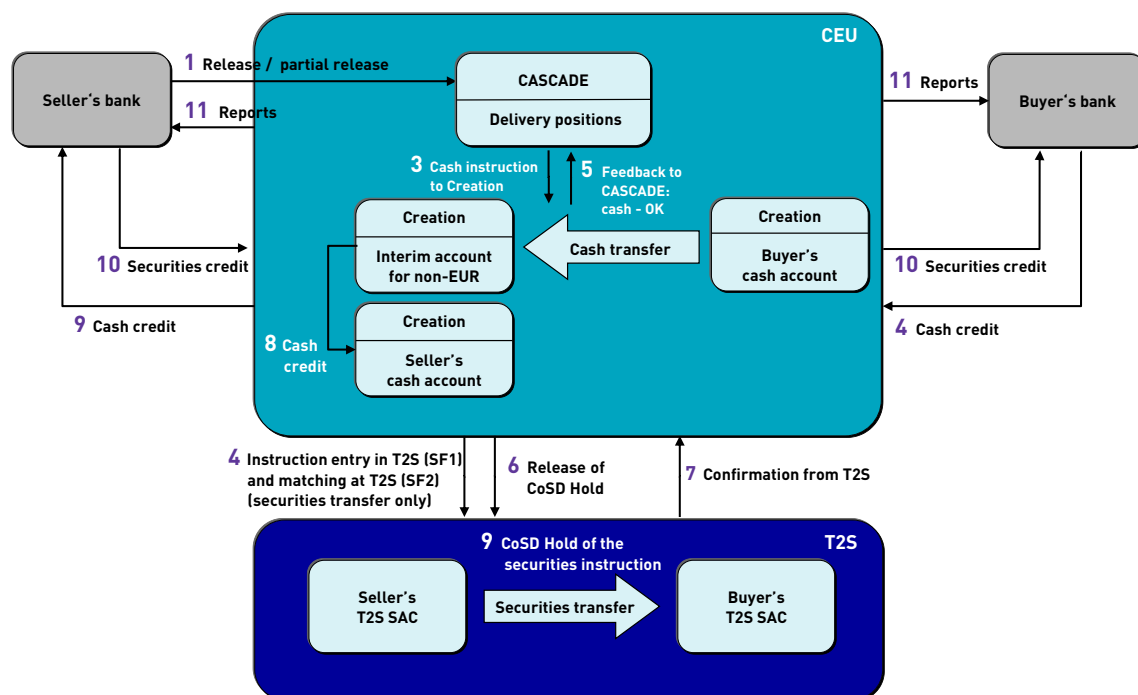 CEU
1 Release / partial release
Seller's bank
11 Reports
CASCADE
Delivery positions
11 Reports
Buyer‘s bank
3 Cash instruction
to Creation
5 Feedback to
CASCADE:
cash - OK
Creation
Interim account
for non-EUR
Cash transfer
Creation
Buyer’s
cash account
10 Securities credit
10 Securities credit
9 Cash credit
4 Cash credit
8 Cash
credit
Creation
Seller’s
cash account
4 Instruction entry in T2S (SF1)
and matching at T2S (SF2)
(securities transfer only)
6 Release of
CoSD Hold
7 Confirmation from T2S
T2S
9 CoSD Hold of the
securities instruction
Seller’s
T2S SAC
Securities transfer
Buyer’s
T2S SAC